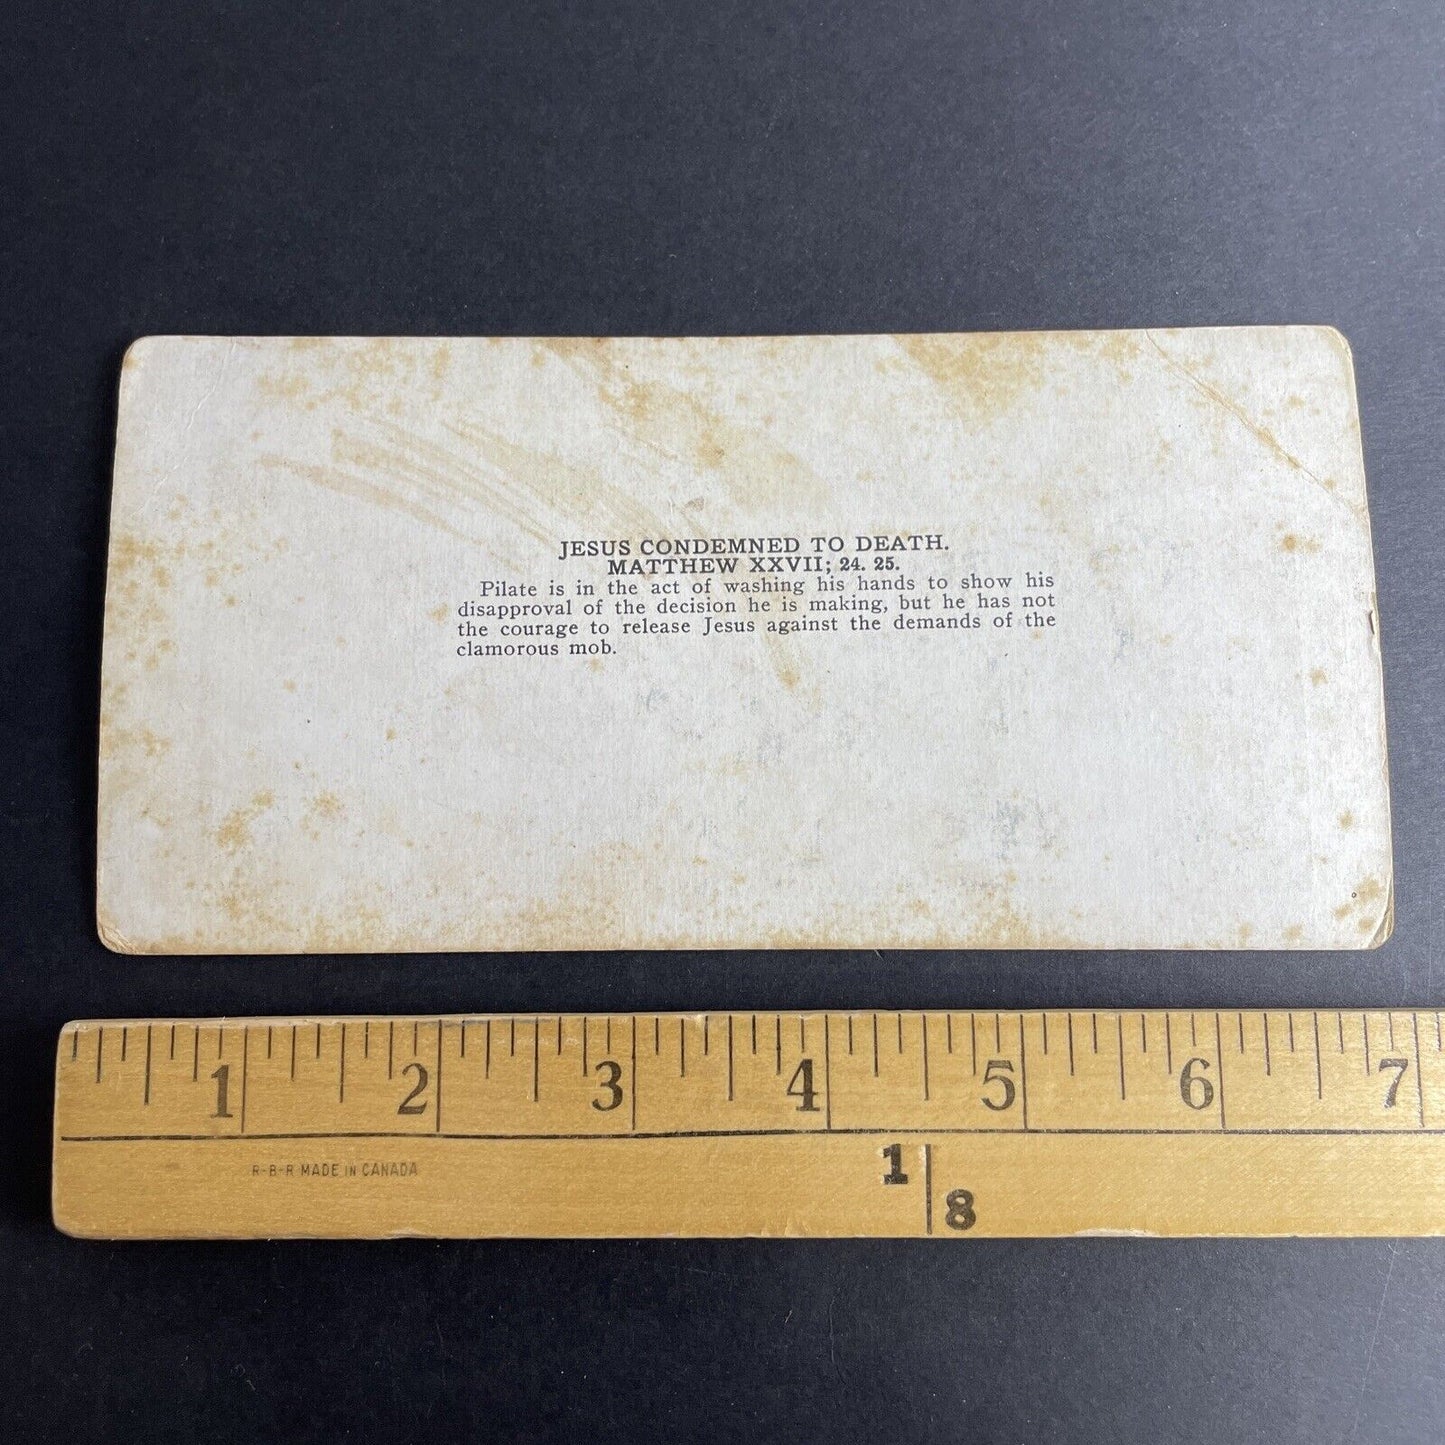 JESUS CONDEMNED TO DEATH.
MATTHEW XXVII; 24. 25.
Pilate is in the act of washing his hands to show his
disapproval of the decision he is making, but he has not
the courage to release Jesus against the demands of the
clamorous mob.
1 2 3 4 5 6 7
R-B-R MADE IN CANADA
1
8